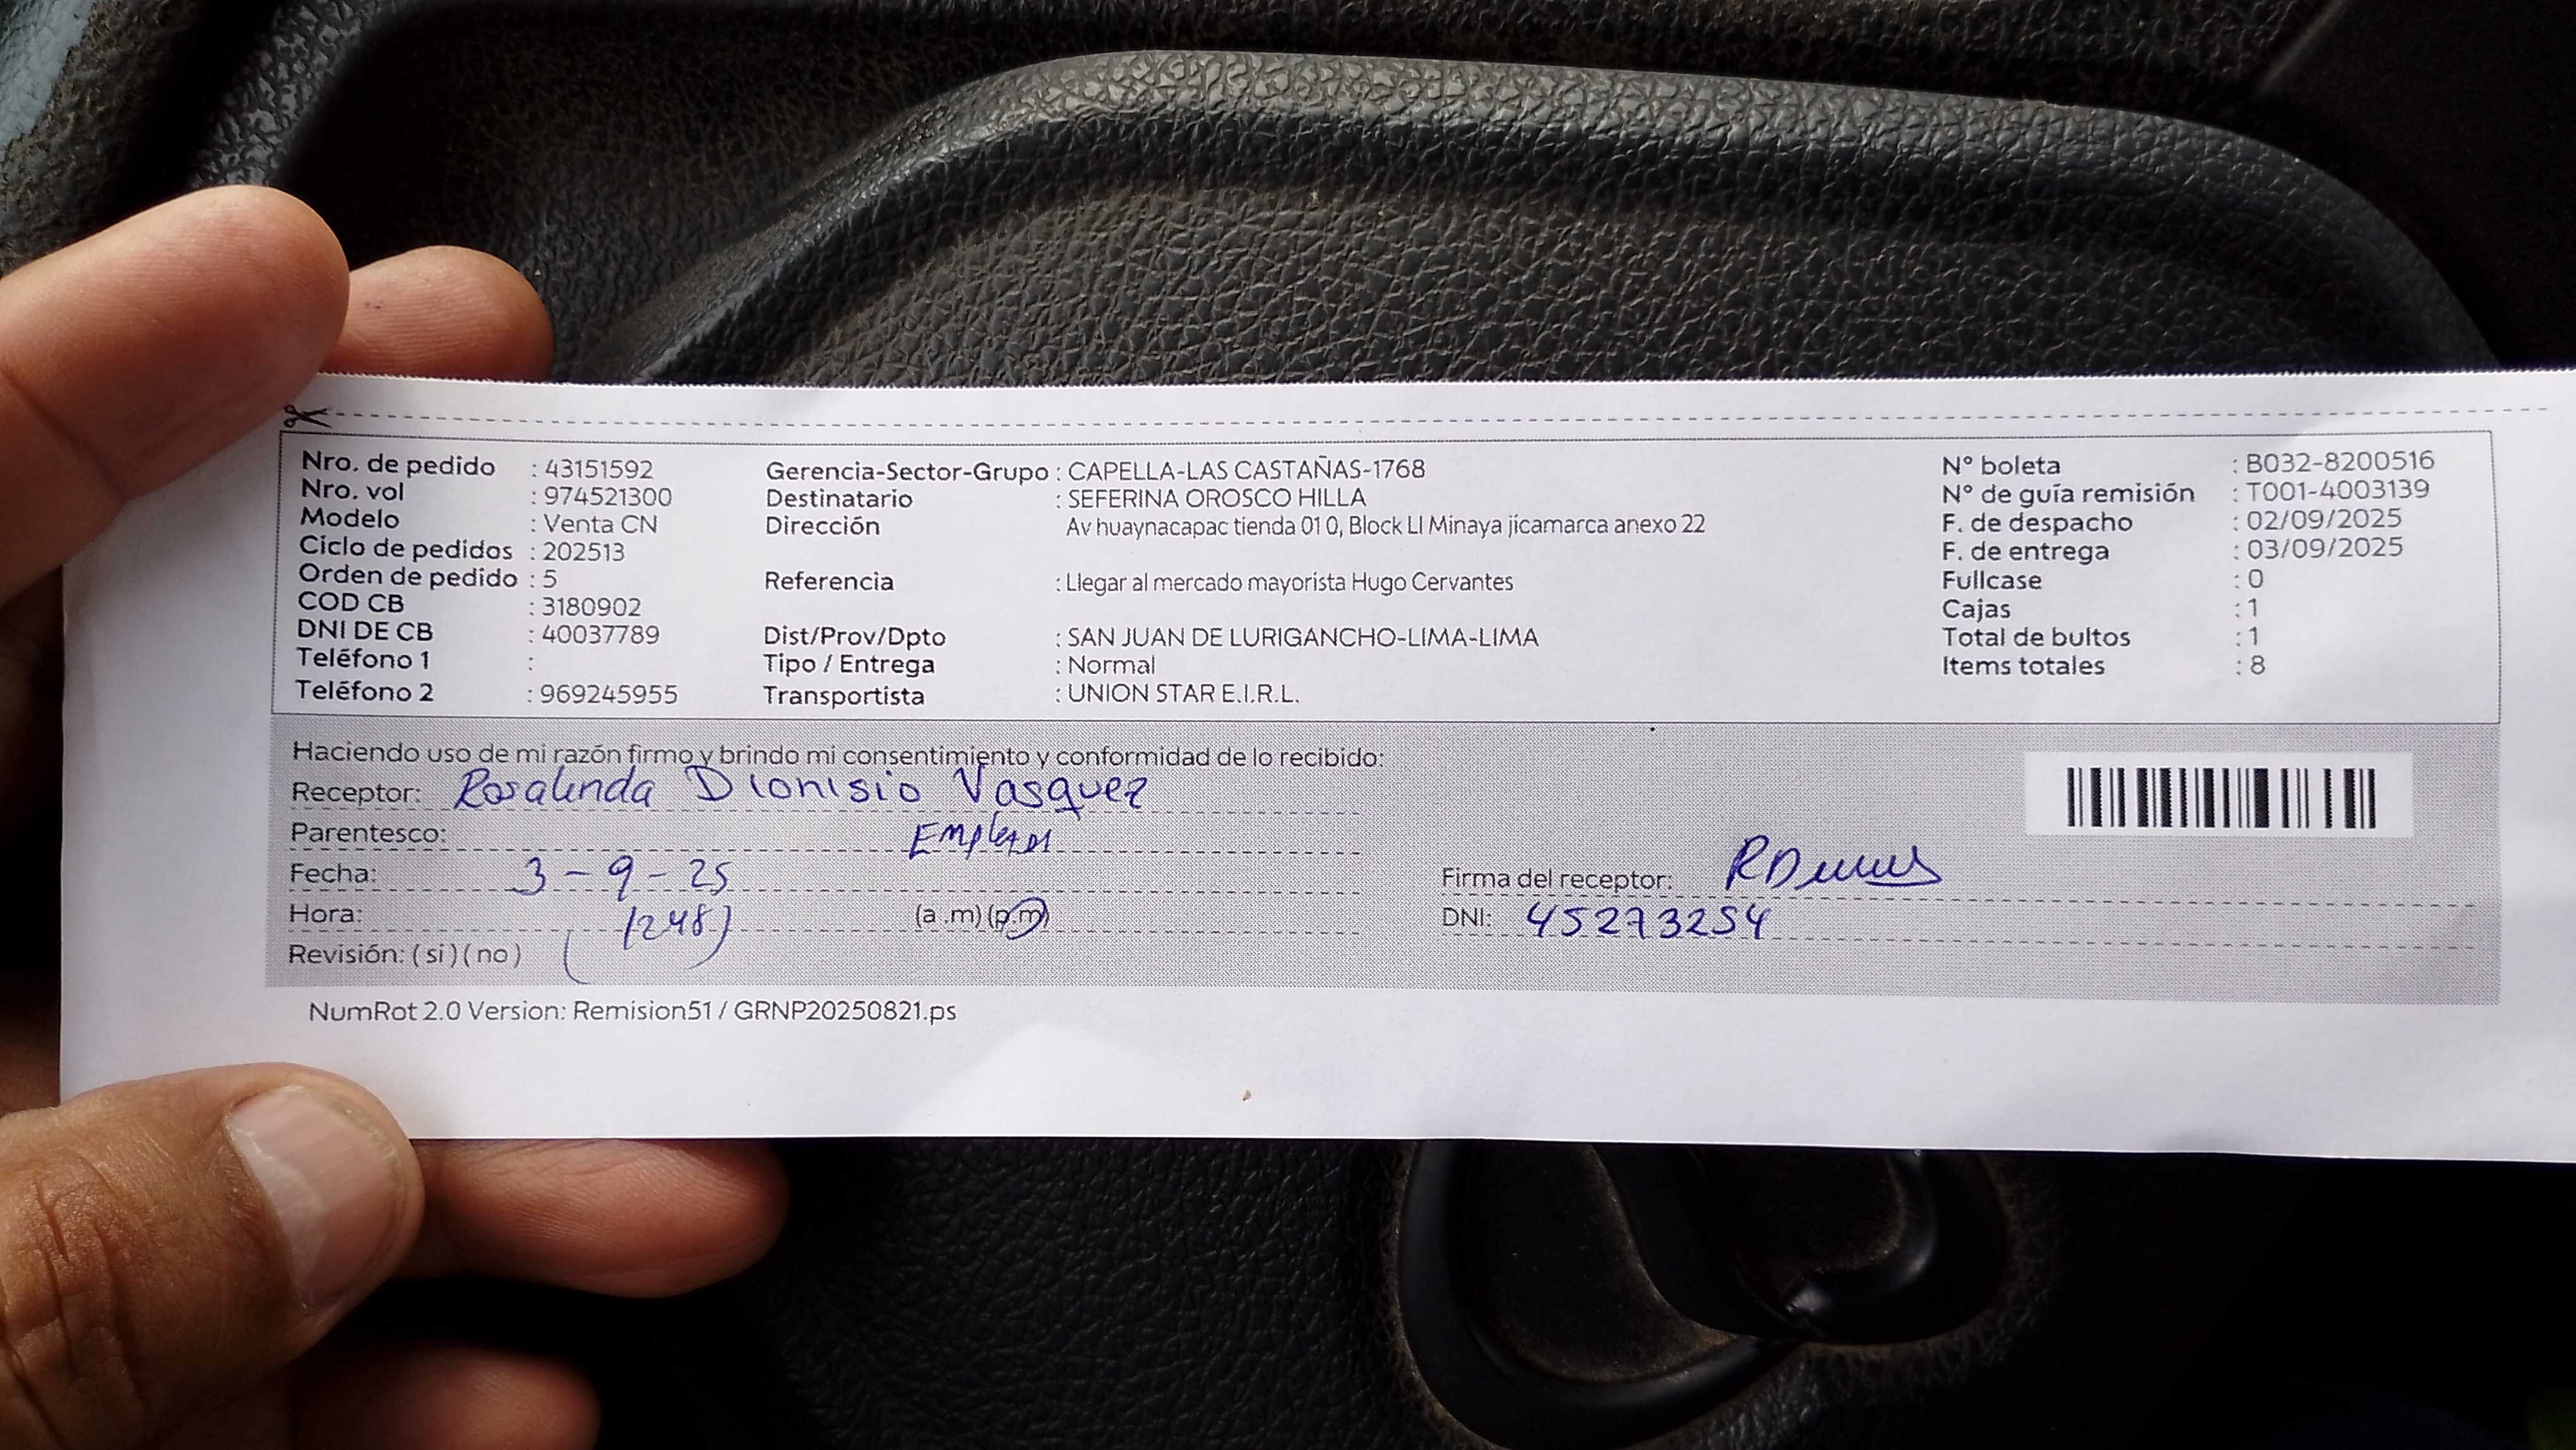 Nro. de pedido : 43151592
Nro. vol : 974521300
Modelo : Venta CN
Ciclo de pedidos : 202513
Orden de pedido : 5
COD CB : 3180902
DNI DE CB : 40037789
Teléfono 1 :
Teléfono 2 : 969245955
Gerencia-Sector-Grupo : CAPELLA-LAS CASTAÑAS-1768
Destinatario : SEFERINA OROSCO HILLA
Dirección Av huaynacapac tienda 01 0, Block LI Minaya jicamarca anexo 22
Referencia : Llegar al mercado mayorista Hugo Cervantes
Dist/Prov/Dpto : SAN JUAN DE LURIGANCHO-LIMA-LIMA
Tipo / Entrega : Normal
Transportista : UNION STAR E.I.R.L.
N° boleta : B032-8200516
N° de guía remisión : T001-4003139
F. de despacho : 02/09/2025
F. de entrega : 03/09/2025
Fullcase : 0
Cajas : 1
Total de bultos : 1
Items totales : 8
Haciendo uso de mi razón firmo y brindo mi consentimiento y conformidad de lo recibido:
Receptor: Rosalinda Dionisio Vasquez
Parentesco:
Fecha: 3-9-25
Hora: 1248 (a .m) (p.m)
Revisión: ( si ) ( no )
Firma del receptor:
DNI: 45273254
NumRot 2.0 Version: Remision51 / GRNP20250821.ps